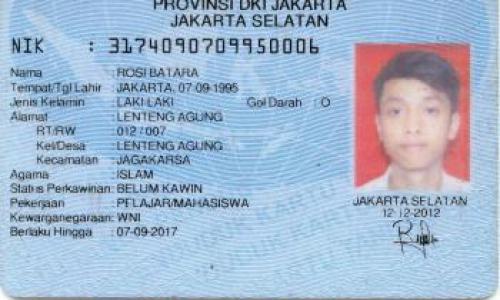 PROVINSI DKI JAKARTA
JAKARTA SELATAN
NIK : 3174090709950006
Nama : ROSI BATARA
Tempat/Tgl Lahir : JAKARTA, 07-09-1995
Jenis Kelamin : LAKI-LAKI Gol Darah : O
Alamat : LENTENG AGUNG
RT/RW : 012 / 007
Kel/Desa : LENTENG AGUNG
Kecamatan : JAGAKARSA
Agama : ISLAM
Status Perkawinan: BELUM KAWIN
Pekerjaan : PELAJAR/MAHASISWA
Kewarganegaraan: WNI
Berlaku Hingga : 07-09-2017
JAKARTA SELATAN
12-12-2012